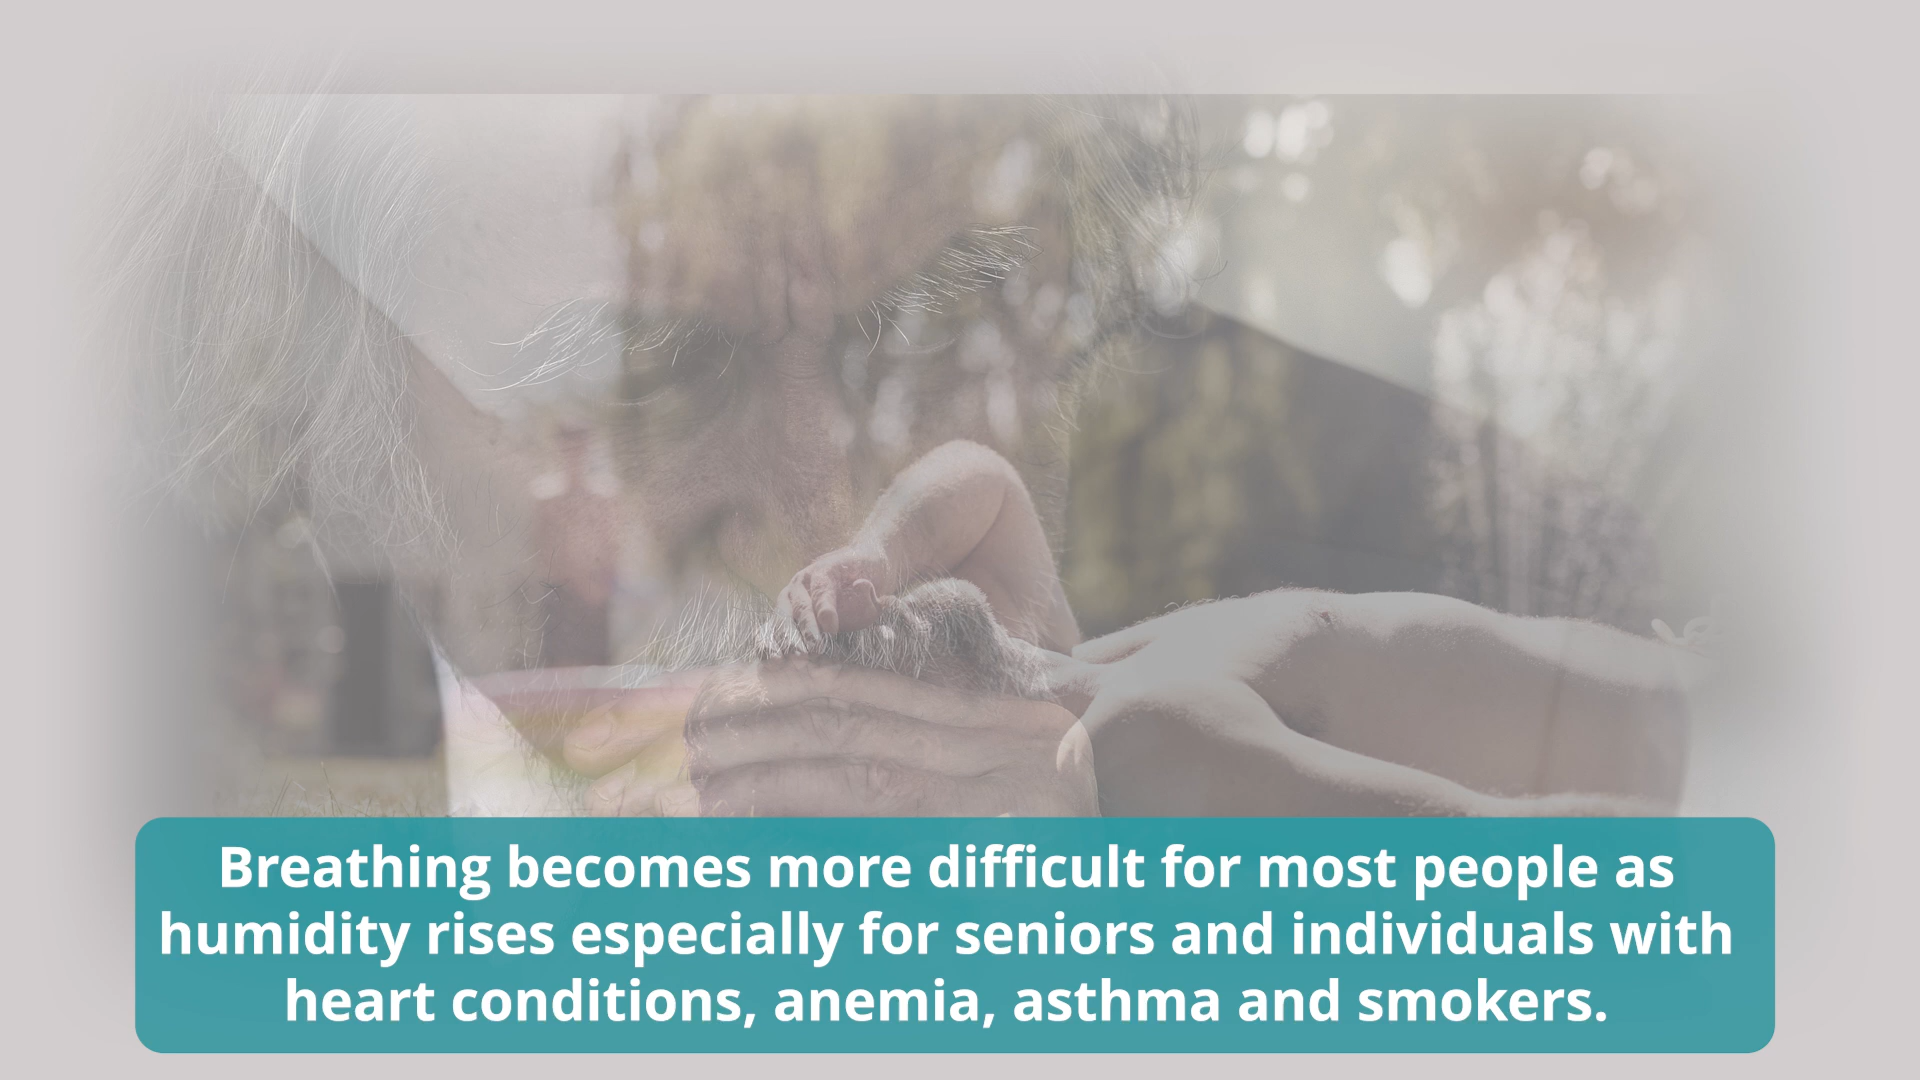 Breathing becomes more difficult for most people as
humidity rises especially for seniors and individuals with
heart conditions, anemia, asthma and smokers.